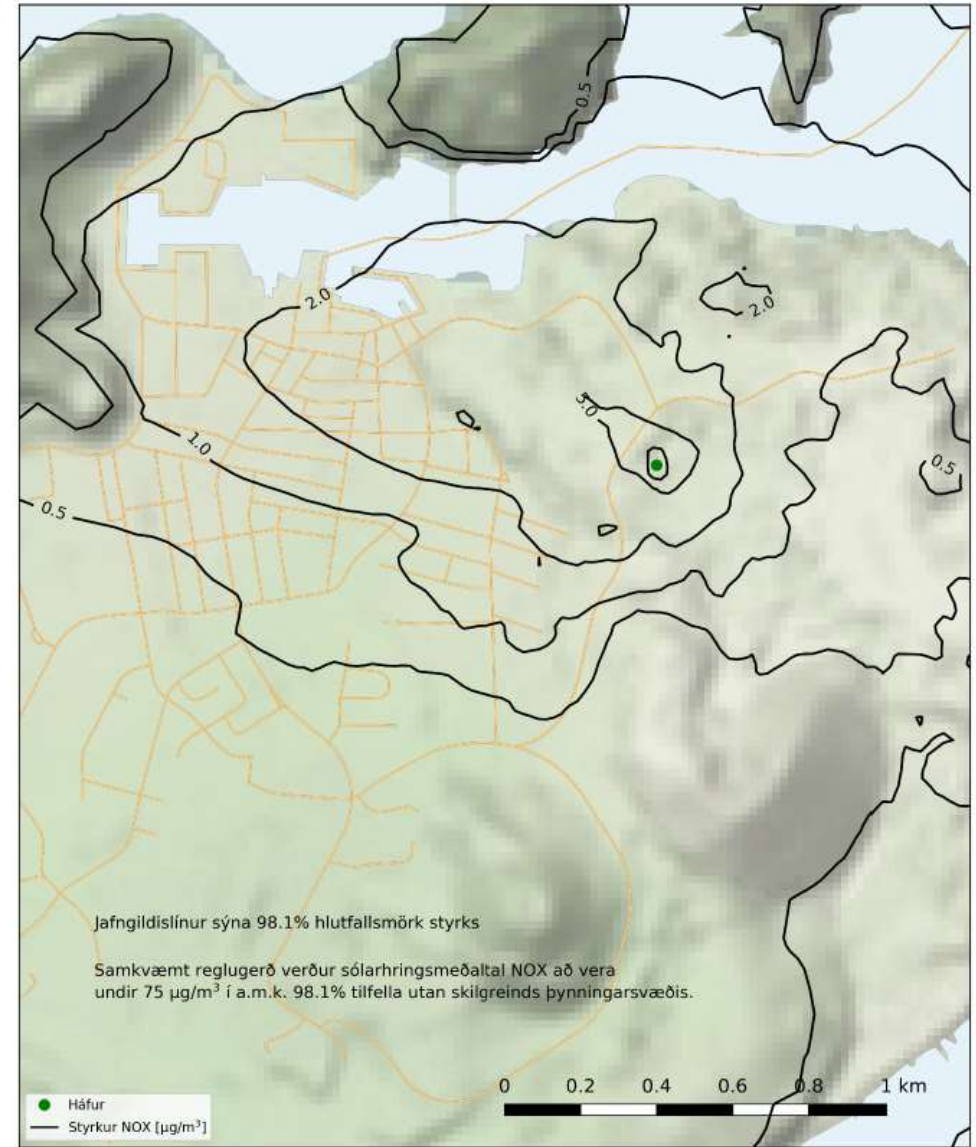 0.5
2.0
2.0
5.0
1.0
0.5
0.5
Jafngildislínur sýna 98.1% hlutfallsmörk styrks
Samkvæmt reglugerð verður sólarhringsmeðaltal NOX að vera
undir 75 µg/m³ í a.m.k. 98.1% tilfella utan skilgreinds þynningarsvæðis.
0 0.2 0.4 0.6 0.8 1 km
Háfur
Styrkur NOX [µg/m³]